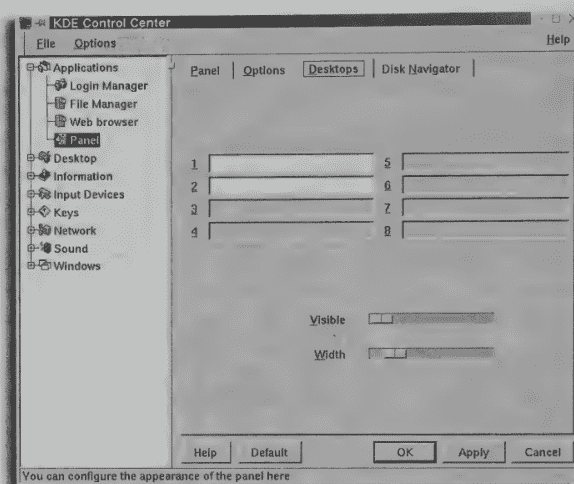 KDE Control Center
File Options Help
Applications
Login Manager
File Manager
Web browser
Panel
Desktop
Information
Input Devices
Keys
Network
Sound
Windows
Panel Options Desktops Disk Navigator
1 5
2 6
3 7
4 8
Visible
Width
Help Default OK Apply Cancel
You can configure the appearance of the panel here